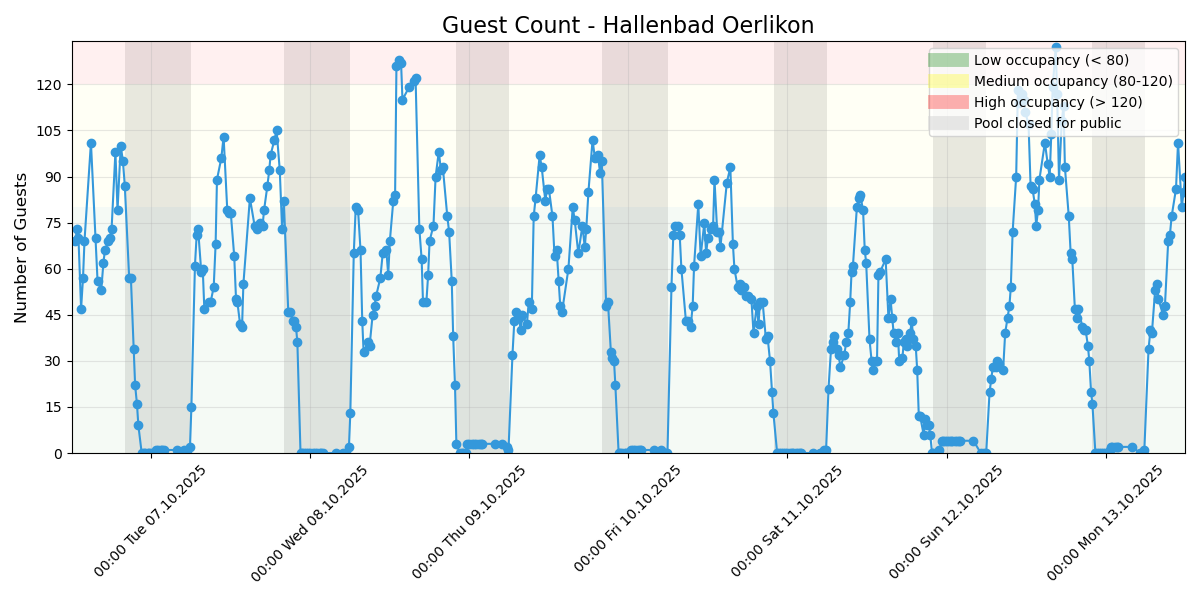 Guest Count - Hallenbad Oerlikon
Number of Guests
120
105
90
75
60
45
30
15
0
Low occupancy (< 80)
Medium occupancy (80-120)
High occupancy (> 120)
Pool closed for public
00:00 Tue 07.10.2025
00:00 Wed 08.10.2025
00:00 Thu 09.10.2025
00:00 Fri 10.10.2025
00:00 Sat 11.10.2025
00:00 Sun 12.10.2025
00:00 Mon 13.10.2025